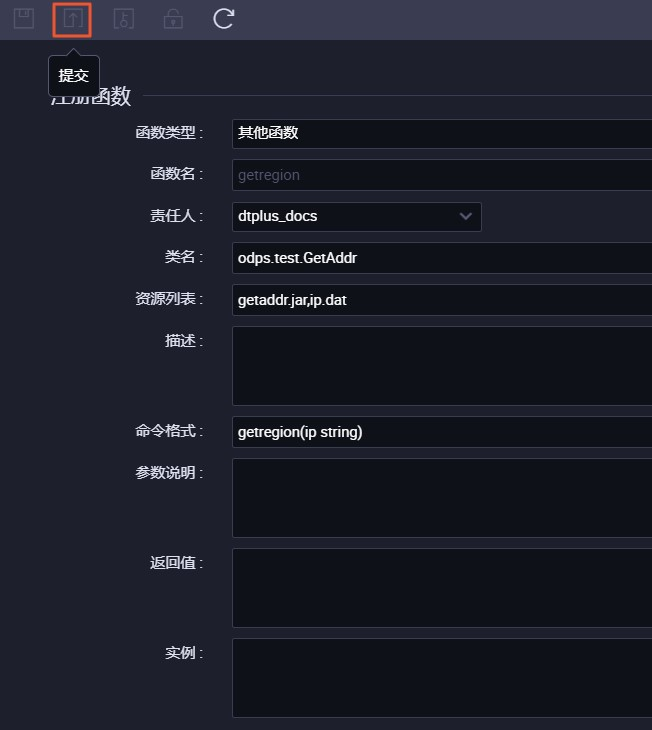 提交
注册函数
函数类型 :
其他函数
函数名 :
getregion
责任人 :
dtplus_docs
类名 :
odps.test.GetAddr
资源列表 :
getaddr.jar,ip.dat
描述 :
命令格式 :
getregion(ip string)
参数说明 :
返回值 :
实例 :